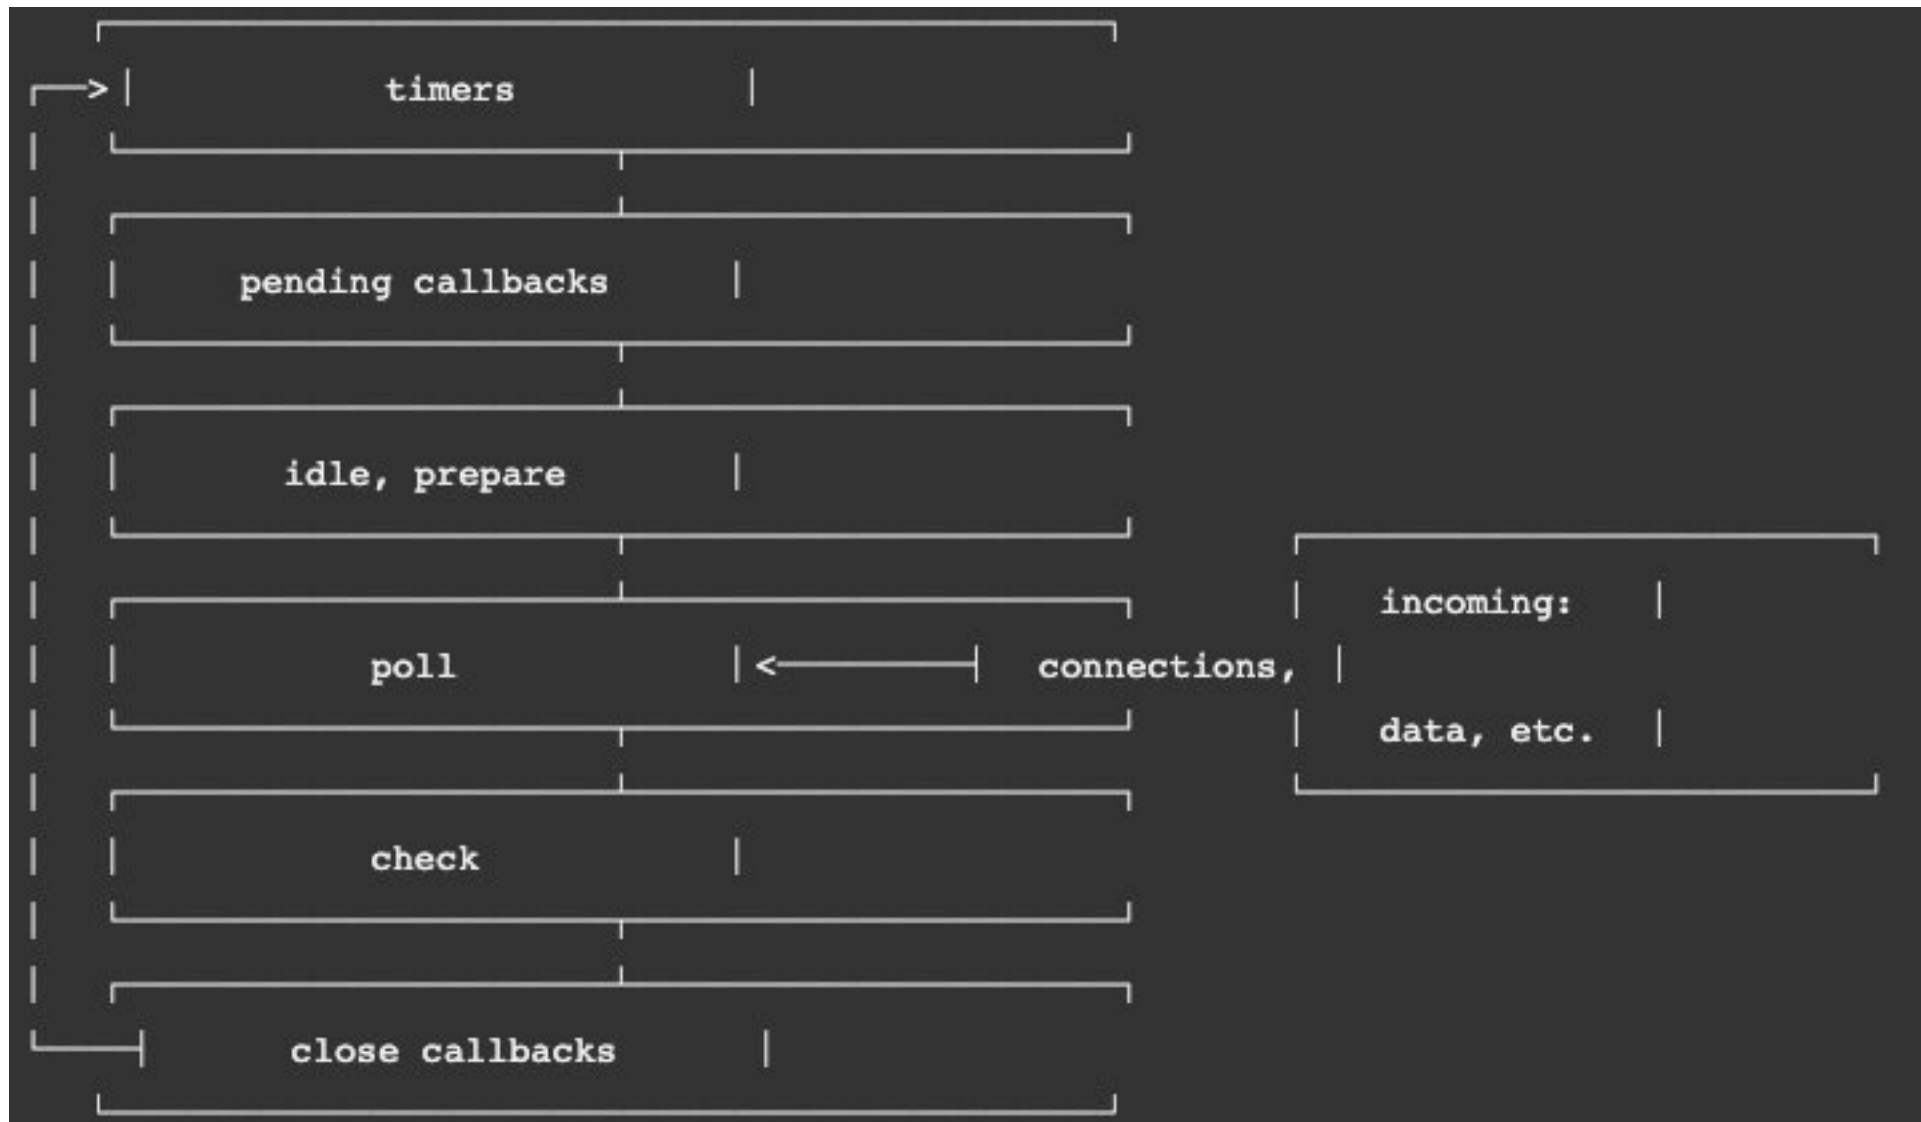 timers
pending callbacks
idle, prepare
incoming:
poll
connections,
data, etc.
check
close callbacks